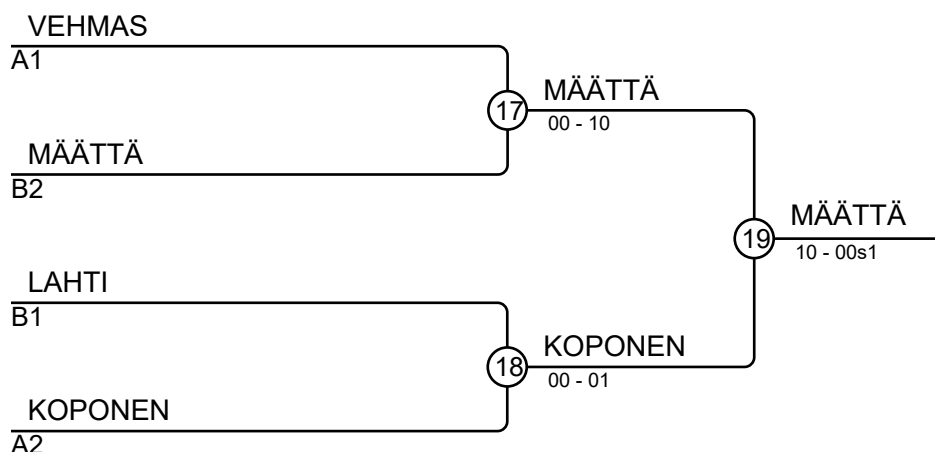 VEHMAS
A1
17
MÄÄTTÄ
00 - 10
MÄÄTTÄ
B2
19
MÄÄTTÄ
10 - 00s1
LAHTI
B1
18
KOPONEN
00 - 01
KOPONEN
A2